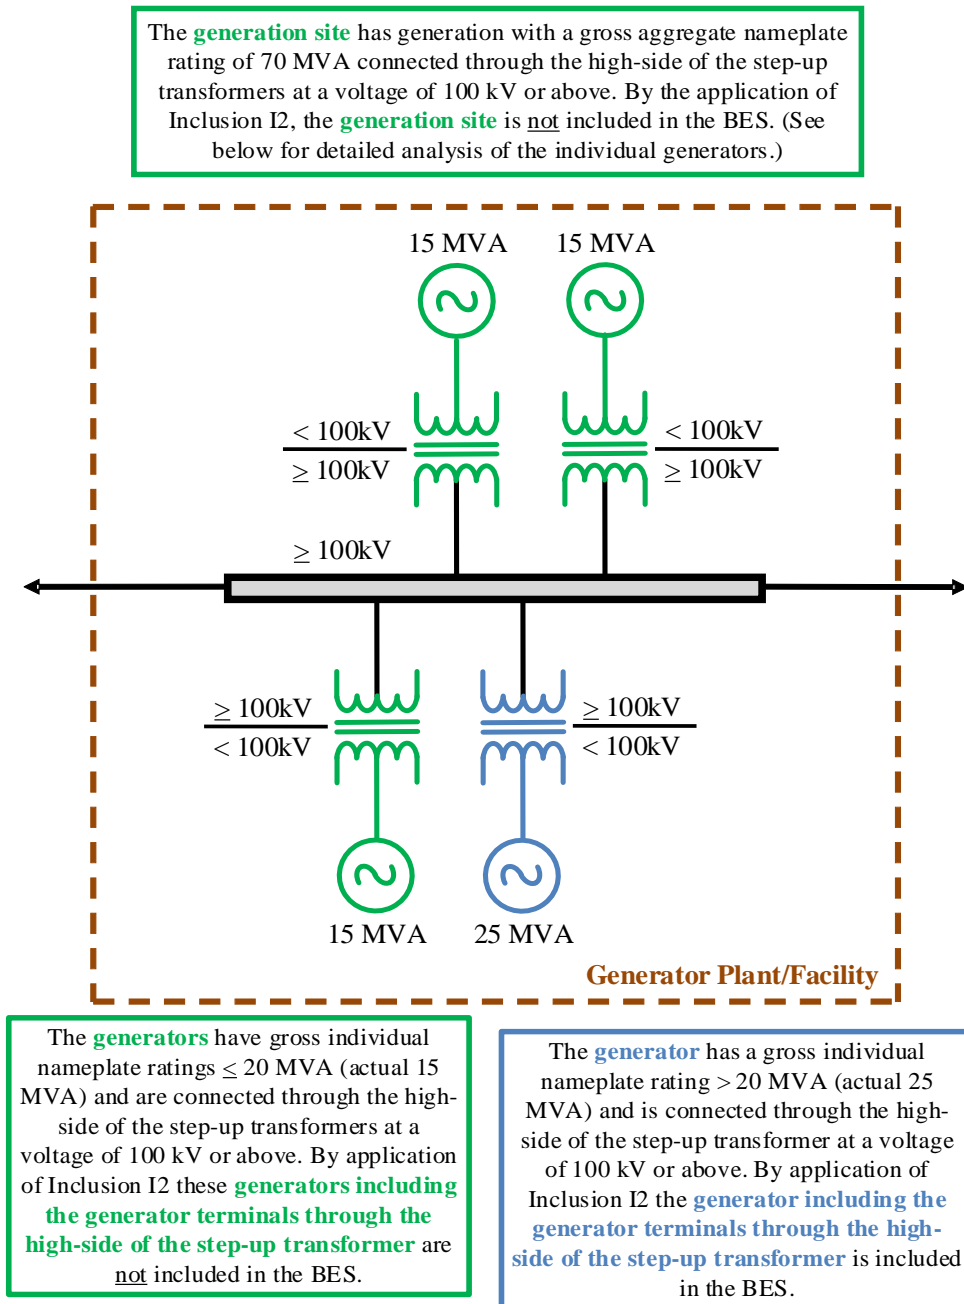 The generation site has generation with a gross aggregate nameplate
rating of 70 MVA connected through the high-side of the step-up
transformers at a voltage of 100 kV or above. By the application of
Inclusion I2, the generation site is not included in the BES. (See
below for detailed analysis of the individual generators.)
15 MVA
15 MVA
< 100kV
≥ 100kV
< 100kV
≥ 100kV
≥ 100kV
≥ 100kV
< 100kV
≥ 100kV
< 100kV
15 MVA
25 MVA
Generator Plant/Facility
The generators have gross individual
nameplate ratings ≤ 20 MVA (actual 15
MVA) and are connected through the high-
side of the step-up transformers at a
voltage of 100 kV or above. By application
of Inclusion I2 these generators including
the generator terminals through the
high-side of the step-up transformer are
not included in the BES.
The generator has a gross individual
nameplate rating > 20 MVA (actual 25
MVA) and is connected through the high-
side of the step-up transformer at a voltage
of 100 kV or above. By application of
Inclusion I2 the generator including the
generator terminals through the high-
side of the step-up transformer is included
in the BES.